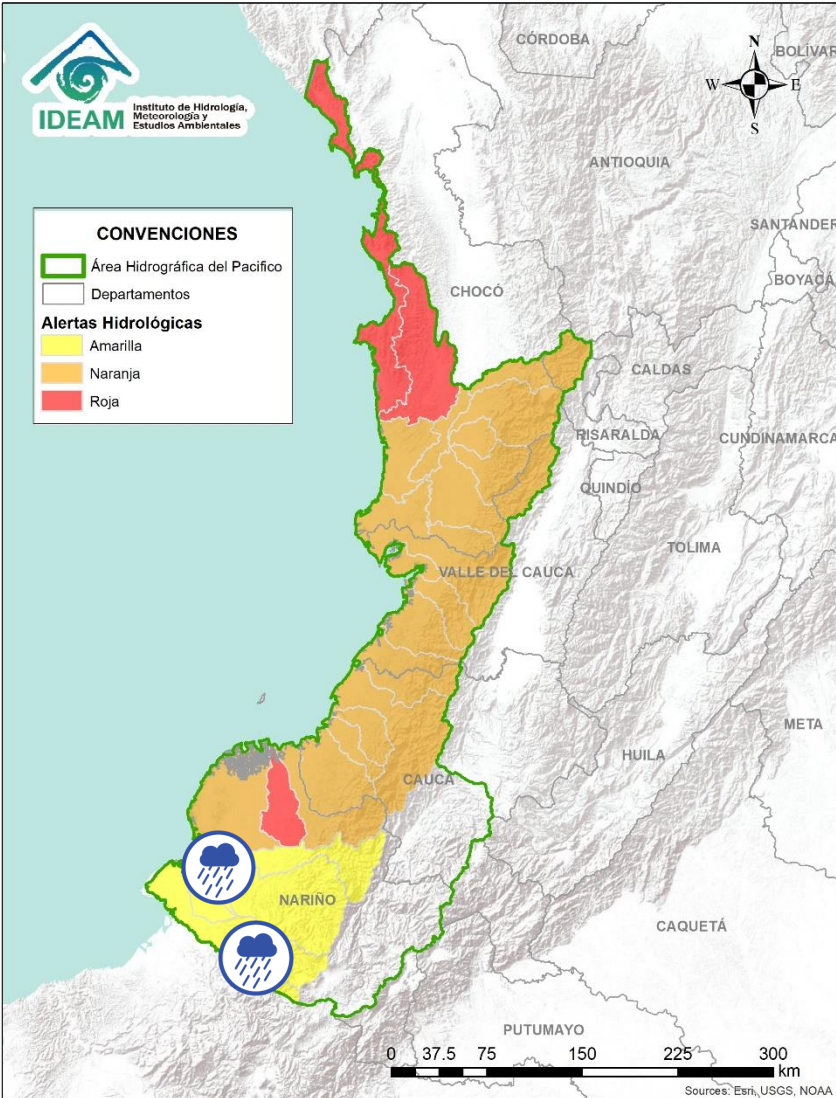 IDEAM
Instituto de Hidrología,
Meteorología y
Estudios Ambientales
N
W
E
S
CÓRDOBA
BOLÍVAR
ANTIOQUIA
SANTANDER
BOYACÁ
CHOCÓ
CALDAS
RISARALDA
CUNDINAMARCA
QUINDÍO
TOLIMA
VALLE DEL CAUCA
META
HUILA
CAUCA
NARIÑO
CAQUETÁ
PUTUMAYO
CONVENCIONES
Área Hidrográfica del Pacifico
Departamentos
Alertas Hidrológicas
Amarilla
Naranja
Roja
0 37.5 75 150 225 300
km
Sources: Esri, USGS, NOAA